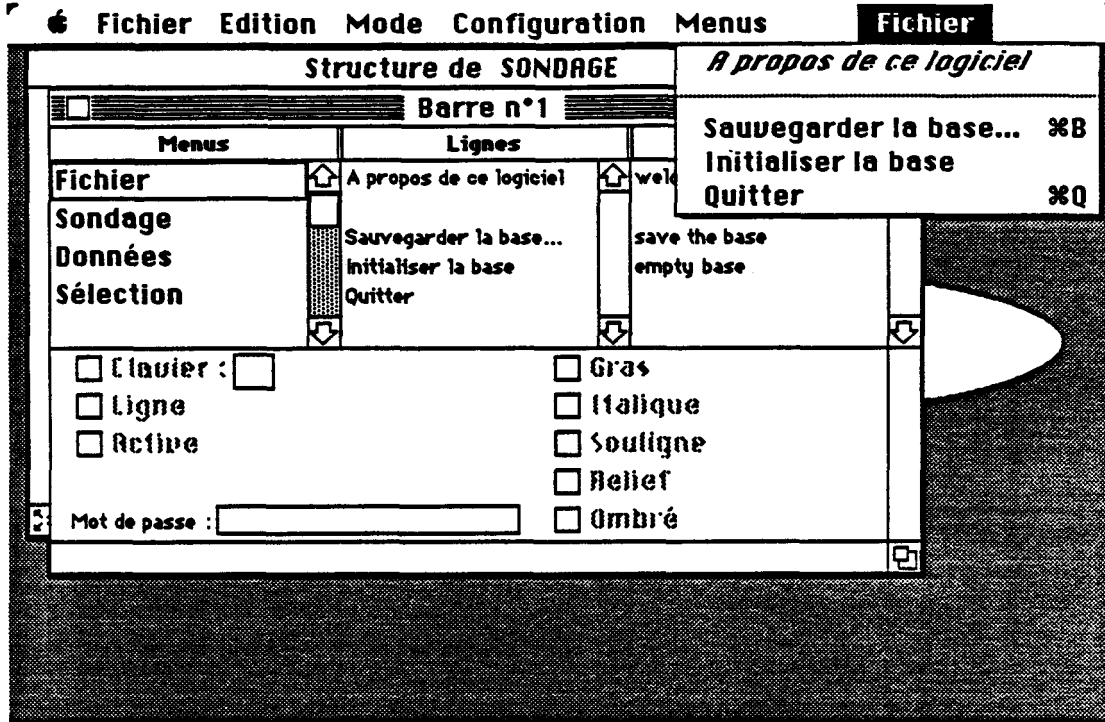 Fichier Edition Mode Configuration Menus Fichier
A propos de ce logiciel
Sauvegarder la base... ⌘B
Initialiser la base
Quitter ⌘Q
Structure de SONDAGE
Barre n°1
Menus Lignes
Fichier
Sondage
Données
Sélection
A propos de ce logiciel
Sauvegarder la base...
Initialiser la base
Quitter
save the base
empty base
Clavier :
Ligne
Active
Gras
Italique
Souligne
Relief
Ombré
Mot de passe :